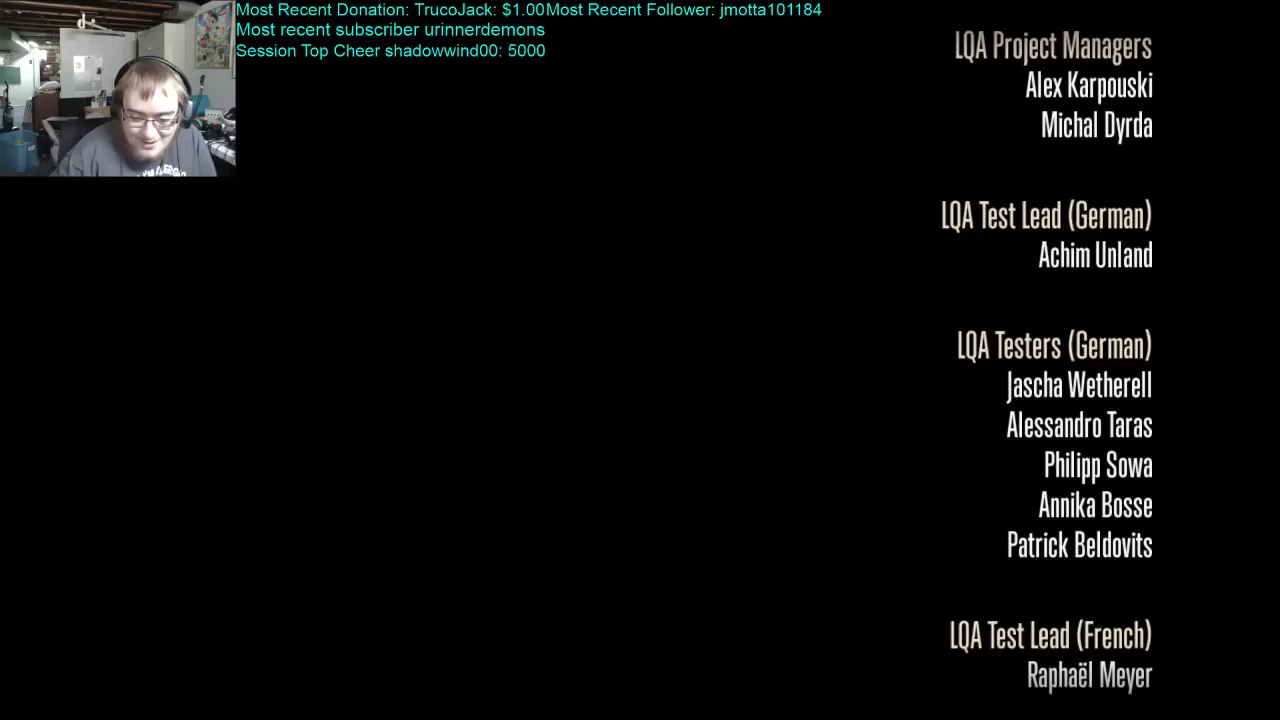 Most Recent Donation: TrucoJack: $1.00Most Recent Follower: jmotta101184
Most recent subscriber urinnerdemons
Session Top Cheer shadowwind00: 5000
LQA Project Managers
Alex Karpouski
Michal Dyrda
LQA Test Lead (German)
Achim Unland
LQA Testers (German)
Jascha Wetherell
Alessandro Taras
Philipp Sowa
Annika Bosse
Patrick Beldovits
LQA Test Lead (French)
Raphaël Meyer